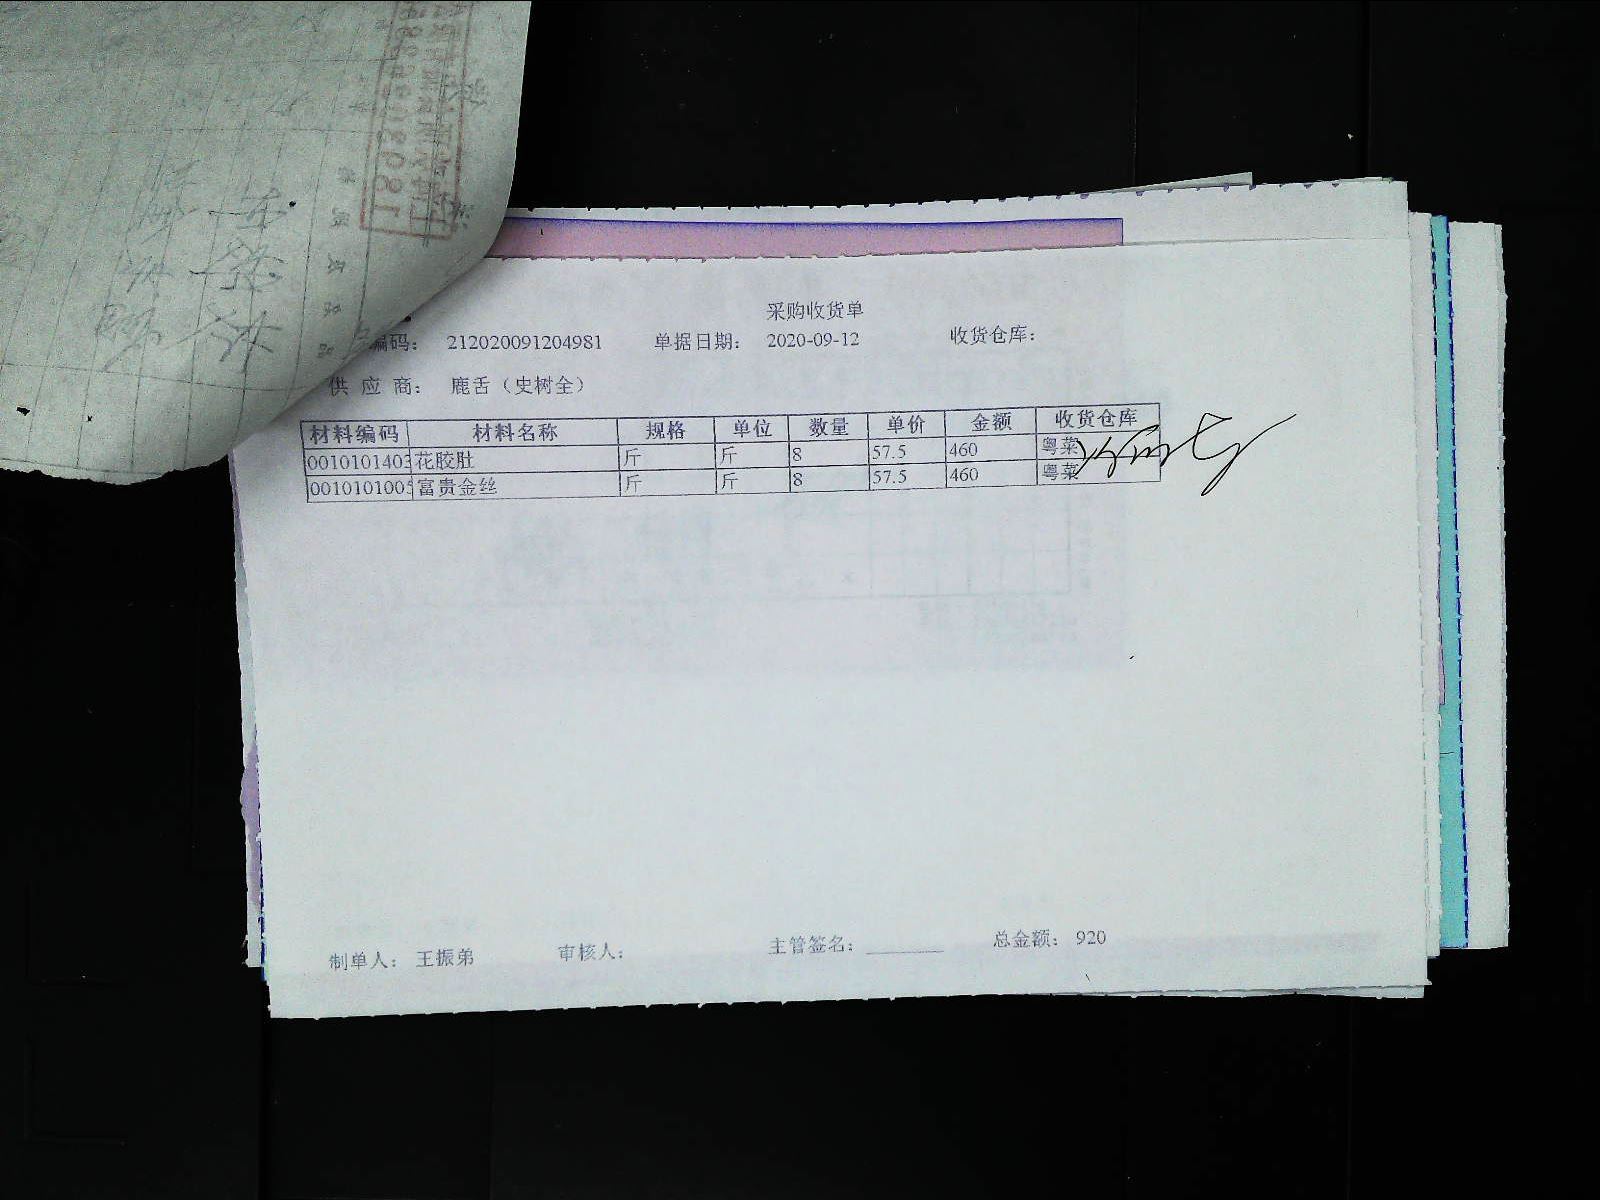 采购收货单
编码： 212020091204981 单据日期： 2020-09-12 收货仓库：
供 应 商： 鹿舌（史树全）
材料编码 材料名称 规格 单位 数量 单价 金额 收货仓库
0010101403 花胶肚 斤 斤 8 57.5 460 粤菜
0010101005 富贵金丝 斤 斤 8 57.5 460 粤菜
制单人： 王振弟 审核人： 主管签名： 总金额： 920